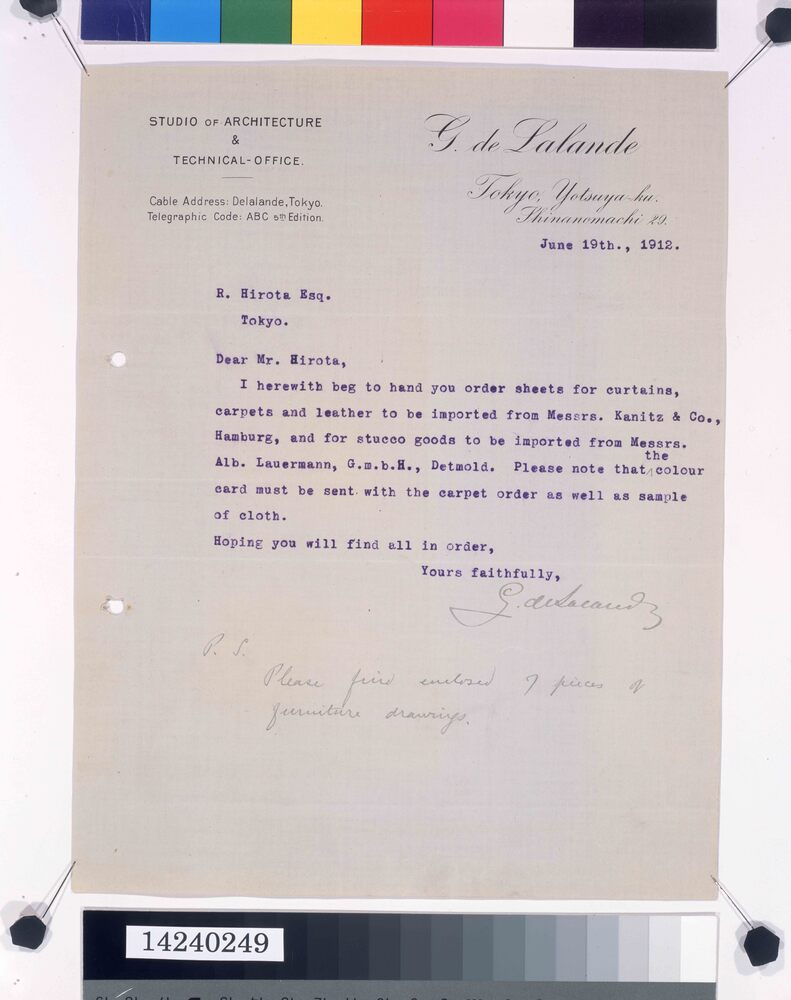 STUDIO OF ARCHITECTURE
&
TECHNICAL-OFFICE.
Cable Address: Delalande, Tokyo.
Telegraphic Code: ABC 5th Edition.
G. de Lalande
Tokyo, Yotsuya-ku.
Shinanomachi 29.
June 19th., 1912.
R. Hirota Esq.
Tokyo.
Dear Mr. Hirota,
I herewith beg to hand you order sheets for curtains,
carpets and leather to be imported from Messrs. Kanitz & Co.,
Hamburg, and for stucco goods to be imported from Messrs.
Alb. Lauermann, G.m.b.H., Detmold. Please note that the colour
card must be sent with the carpet order as well as sample
of cloth.
Hoping you will find all in order,
Yours faithfully,
G. de Lalande
P. S.
Please find enclosed 7 pieces of
furniture drawings.
14240249